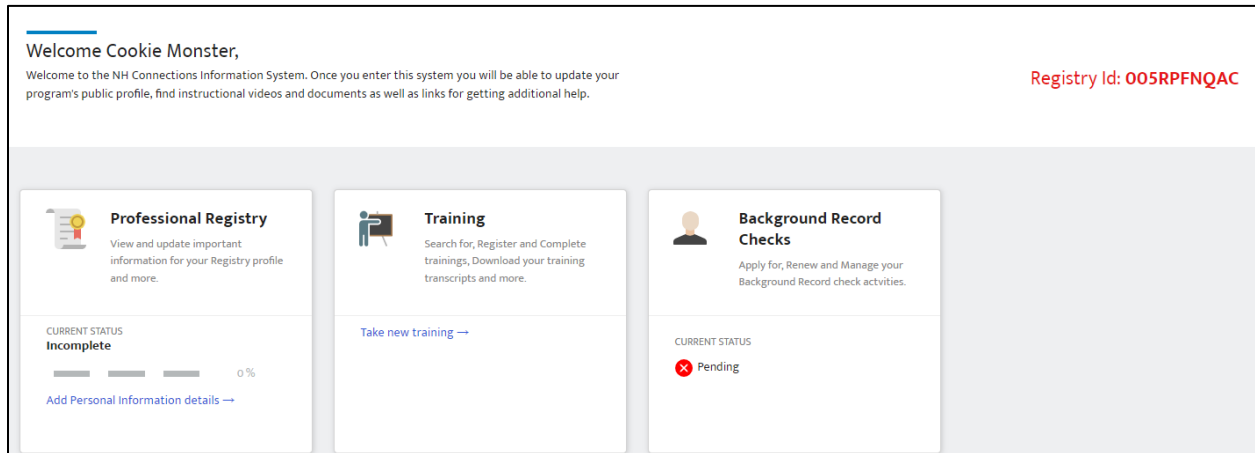 Welcome Cookie Monster,
Welcome to the NH Connections Information System. Once you enter this system you will be able to update your
program's public profile, find instructional videos and documents as well as links for getting additional help.
Registry Id: 005RPFNQAC
Professional Registry
View and update important
information for your Registry profile
and more.
CURRENT STATUS
Incomplete
0 %
Add Personal Information details →
Training
Search for, Register and Complete
trainings, Download your training
transcripts and more.
Take new training →
Background Record
Checks
Apply for, Renew and Manage your
Background Record check actvities.
CURRENT STATUS
Pending